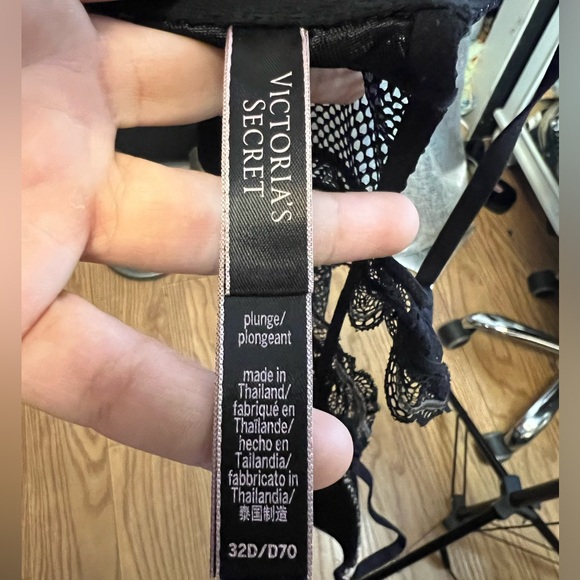 VICTORIA'S
SECRET
plunge/
plongeant
made in
Thailand/
fabriqué en
Thaïlande/
hecho en
Tailandia/
fabbricato in
Thailandia/
泰国制造
32D/D70